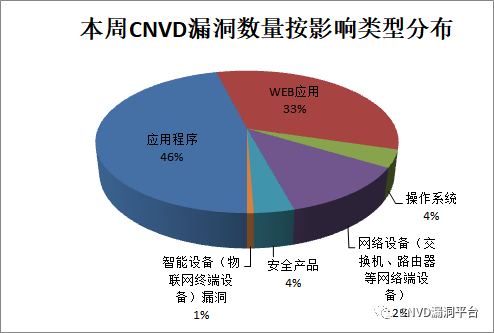 本周CNVD漏洞数量按影响类型分布
WEB应用
33%
应用程序
46%
操作系统
4%
网络设备（交
换机、路由器
等网络端设
备）
2%
安全产品
4%
智能设备（物
联网终端设
备）漏洞
1%
CNVD漏洞平台